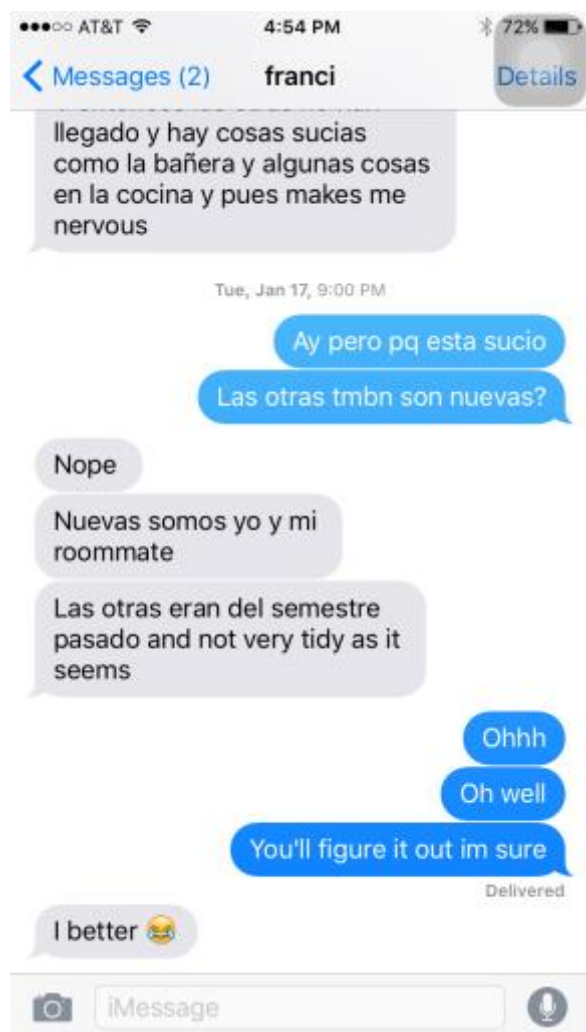 AT&T 4:54 PM 72%
Messages (2) franci Details
llegado y hay cosas sucias
como la bañera y algunas cosas
en la cocina y pues makes me
nervous
Tue, Jan 17, 9:00 PM
Ay pero pq esta sucio
Las otras tmbn son nuevas?
Nope
Nuevas somos yo y mi
roommate
Las otras eran del semestre
pasado and not very tidy as it
seems
Ohhh
Oh well
You'll figure it out im sure
Delivered
I better 😂
iMessage